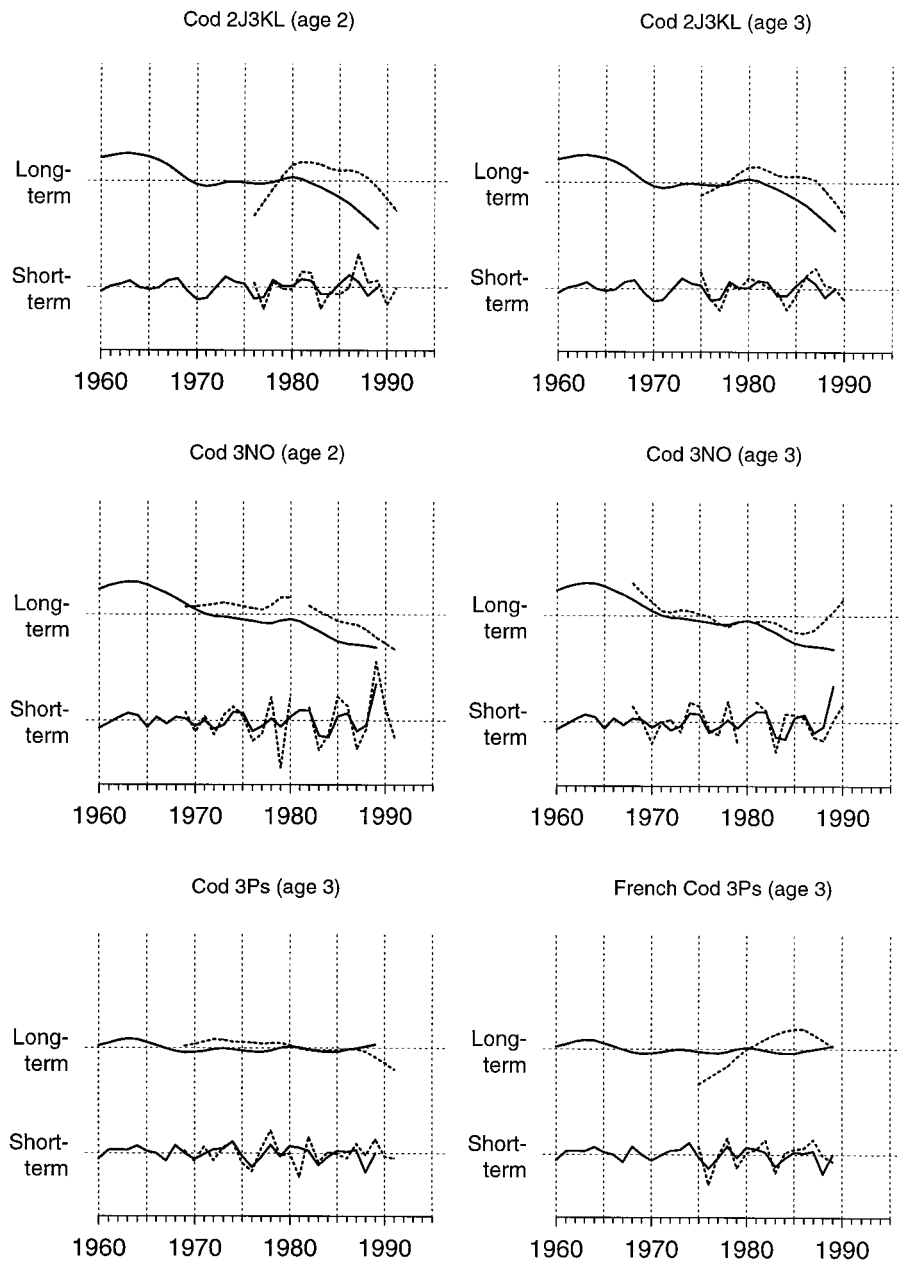 Cod 2J3KL (age 2)
Long-
term
Short-
term
1960 1970 1980 1990
Cod 2J3KL (age 3)
Long-
term
Short-
term
1960 1970 1980 1990
Cod 3NO (age 2)
Long-
term
Short-
term
1960 1970 1980 1990
Cod 3NO (age 3)
Long-
term
Short-
term
1960 1970 1980 1990
Cod 3Ps (age 3)
Long-
term
Short-
term
1960 1970 1980 1990
French Cod 3Ps (age 3)
Long-
term
Short-
term
1960 1970 1980 1990